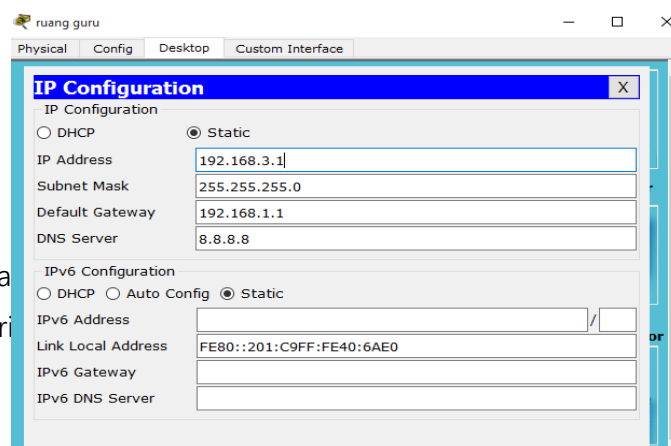 ruang guru
Physical Config Desktop Custom Interface
IP Configuration X
IP Configuration
DHCP Static
IP Address 192.168.3.1
Subnet Mask 255.255.255.0
Default Gateway 192.168.1.1
DNS Server 8.8.8.8
IPv6 Configuration
DHCP Auto Config Static
IPv6 Address /
Link Local Address FE80::201:C9FF:FE40:6AE0
IPv6 Gateway
IPv6 DNS Server